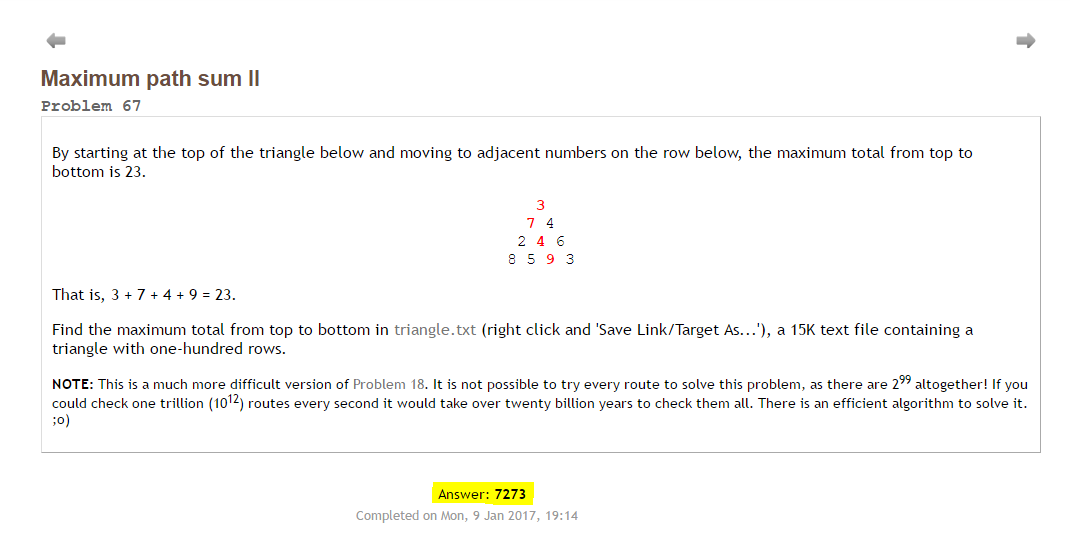 Maximum path sum II
Problem 67
By starting at the top of the triangle below and moving to adjacent numbers on the row below, the maximum total from top to
bottom is 23.
3
7 4
2 4 6
8 5 9 3
That is, 3 + 7 + 4 + 9 = 23.
Find the maximum total from top to bottom in triangle.txt (right click and 'Save Link/Target As...'), a 15K text file containing a
triangle with one-hundred rows.
NOTE: This is a much more difficult version of Problem 18. It is not possible to try every route to solve this problem, as there are 2⁹⁹ altogether! If you
could check one trillion (10¹²) routes every second it would take over twenty billion years to check them all. There is an efficient algorithm to solve it.
;o)
Answer: 7273
Completed on Mon, 9 Jan 2017, 19:14